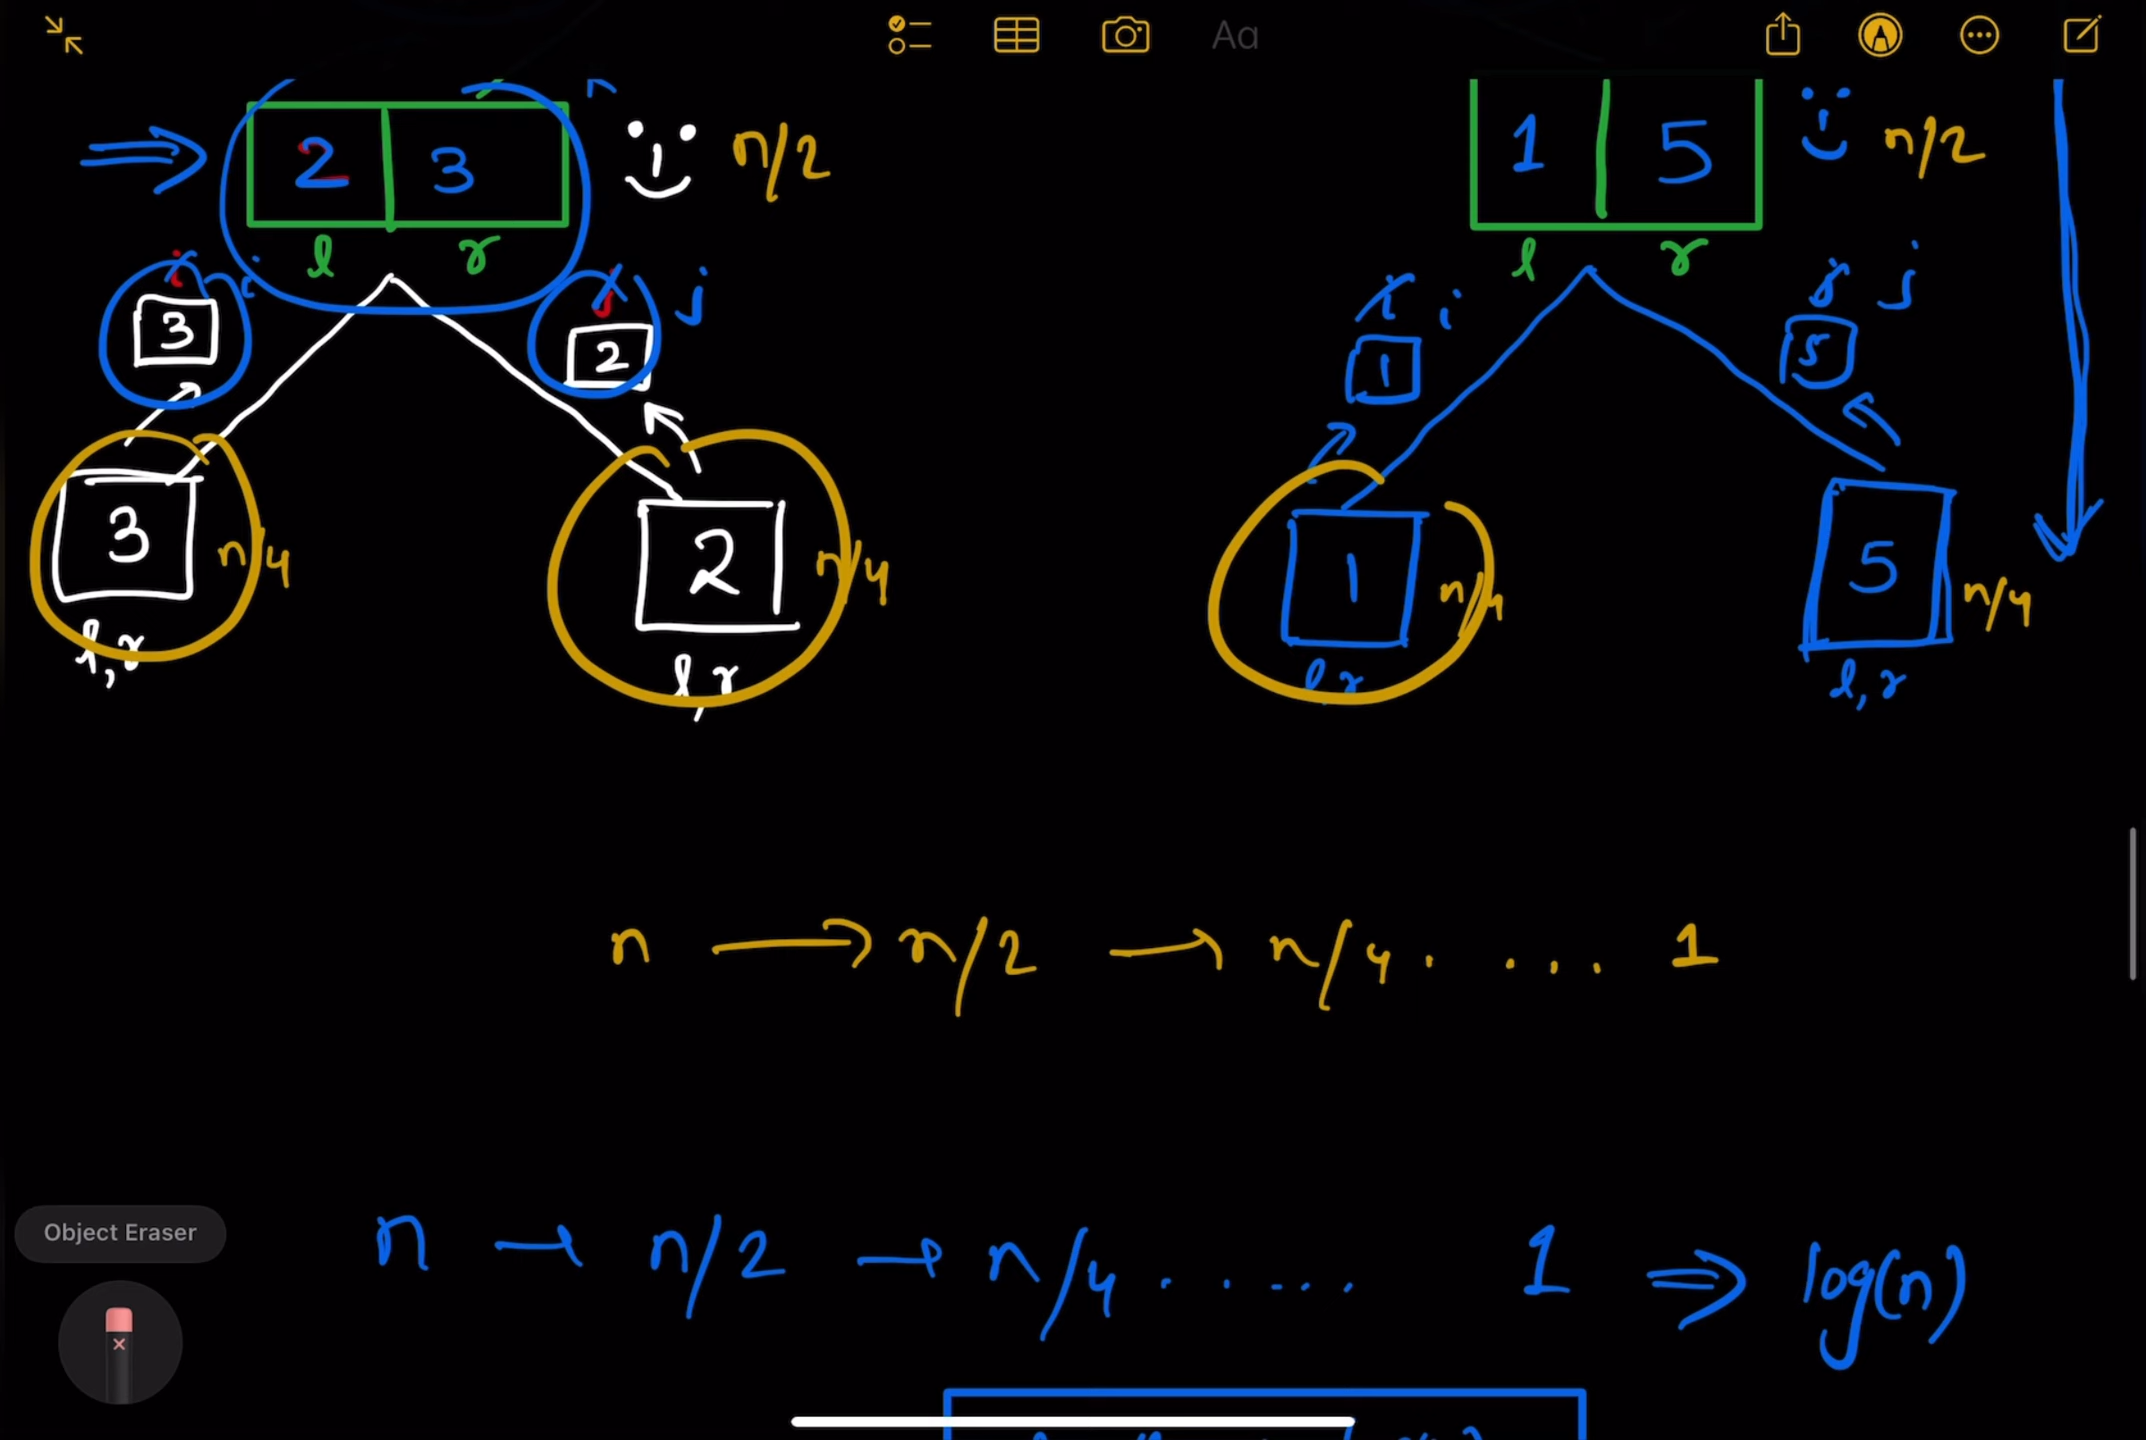 Aa
2 3 n/2
1 5 n/2
l r
l r
i i
3
j j
2
i i
1
j j
5
3 n/4
2 n/4
1 n/4
5 n/4
l, r
l, r
l, r
l, r
n → n/2 → n/4 . . . . 1
Object Eraser
n → n/2 → n/4 . . . . . 1 ⇒ log(n)